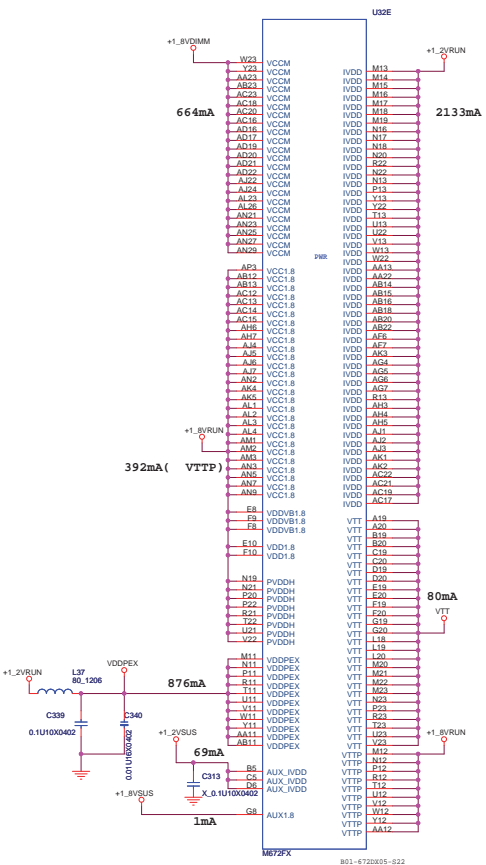 U32E
+1_8VDIMM
664mA
W23 VCCM
Y23 VCCM
AA23 VCCM
AB23 VCCM
AC23 VCCM
AC18 VCCM
AC20 VCCM
AC16 VCCM
AD16 VCCM
AD17 VCCM
AD19 VCCM
AD20 VCCM
AD21 VCCM
AD22 VCCM
AJ22 VCCM
AJ24 VCCM
AL23 VCCM
AL26 VCCM
AN21 VCCM
AN23 VCCM
AN25 VCCM
AN27 VCCM
AN29 VCCM
AP3 VCC1.8
AB12 VCC1.8
AB13 VCC1.8
AC12 VCC1.8
AC13 VCC1.8
AC14 VCC1.8
AC15 VCC1.8
AH6 VCC1.8
AH7 VCC1.8
AJ4 VCC1.8
AJ5 VCC1.8
AJ6 VCC1.8
AJ7 VCC1.8
AN2 VCC1.8
AK4 VCC1.8
AK5 VCC1.8
AL1 VCC1.8
AL2 VCC1.8
AL3 VCC1.8
AL4 VCC1.8
AM1 VCC1.8
AM2 VCC1.8
AM3 VCC1.8
AN3 VCC1.8
AN5 VCC1.8
AN7 VCC1.8
AN9 VCC1.8
+1_8VRUN
392mA( VTTP)
E8 VDDVB1.8
F9 VDDVB1.8
F8 VDDVB1.8
E10 VDD1.8
F10 VDD1.8
N19 PVDDH
N21 PVDDH
P20 PVDDH
P22 PVDDH
R21 PVDDH
T22 PVDDH
U21 PVDDH
V22 PVDDH
M11 VDDPEX
N11 VDDPEX
P11 VDDPEX
R11 VDDPEX
T11 VDDPEX
U11 VDDPEX
V11 VDDPEX
W11 VDDPEX
Y11 VDDPEX
AA11 VDDPEX
AB11 VDDPEX
+1_2VRUN
L37
80_1206
VDDPEX
876mA
C339
0.1U10X0402
C340
0.01U16X0402
+1_2VSUS
69mA
B5 AUX_IVDD
C5 AUX_IVDD
D6 AUX_IVDD
C313
X_0.1U10X0402
+1_8VSUS
1mA
G8 AUX1.8
PWR
+1_2VRUN
2133mA
IVDD M13
IVDD M14
IVDD M15
IVDD M16
IVDD M17
IVDD M18
IVDD M19
IVDD N16
IVDD N17
IVDD N18
IVDD N20
IVDD R22
IVDD N22
IVDD N13
IVDD P13
IVDD Y13
IVDD Y22
IVDD T13
IVDD U13
IVDD U22
IVDD V13
IVDD W13
IVDD W22
IVDD AA13
IVDD AA22
IVDD AB14
IVDD AB15
IVDD AB16
IVDD AB18
IVDD AB20
IVDD AB22
IVDD AF6
IVDD AF7
IVDD AK3
IVDD AG4
IVDD AG5
IVDD AG6
IVDD AG7
IVDD R13
IVDD AH3
IVDD AH4
IVDD AH5
IVDD AJ1
IVDD AJ2
IVDD AJ3
IVDD AK1
IVDD AK2
IVDD AC22
IVDD AC21
IVDD AC19
IVDD AC17
VTT A19
VTT A20
VTT B19
VTT B20
VTT C19
VTT C20
VTT D19
VTT D20
VTT E19
VTT E20
VTT F19
VTT F20
VTT G19
VTT G20
VTT L18
VTT L19
VTT L20
VTT M20
VTT M21
VTT M22
VTT M23
VTT N23
VTT P23
VTT R23
VTT T23
VTT U23
VTT V23
80mA
VTT
+1_8VRUN
VTTP M12
VTTP N12
VTTP P12
VTTP R12
VTTP T12
VTTP U12
VTTP V12
VTTP W12
VTTP Y12
VTTP AA12
M672FX
B01-672DX05-S22